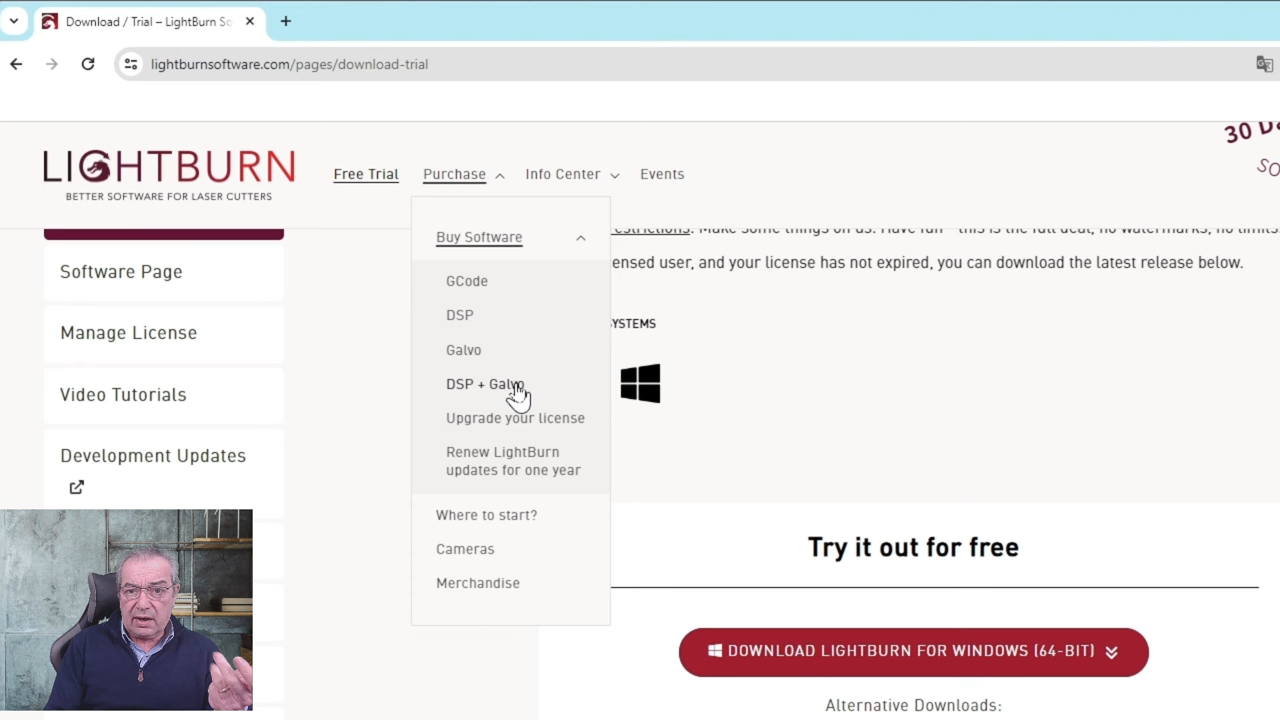 Download / Trial – LightBurn So
lightburnsoftware.com/pages/download-trial
30 Da
SO
LIGHTBURN
BETTER SOFTWARE FOR LASER CUTTERS
Free Trial
Purchase
Info Center
Events
Buy Software
GCode
DSP
Galvo
DSP + Galvo
Upgrade your license
Renew LightBurn
updates for one year
Where to start?
Cameras
Merchandise
Software Page
Manage License
Video Tutorials
Development Updates
estrictions. Make some things on us. Have fun - this is the full deal, no watermarks, no limits.
ensed user, and your license has not expired, you can download the latest release below.
YSTEMS
Try it out for free
DOWNLOAD LIGHTBURN FOR WINDOWS (64-BIT)
Alternative Downloads: